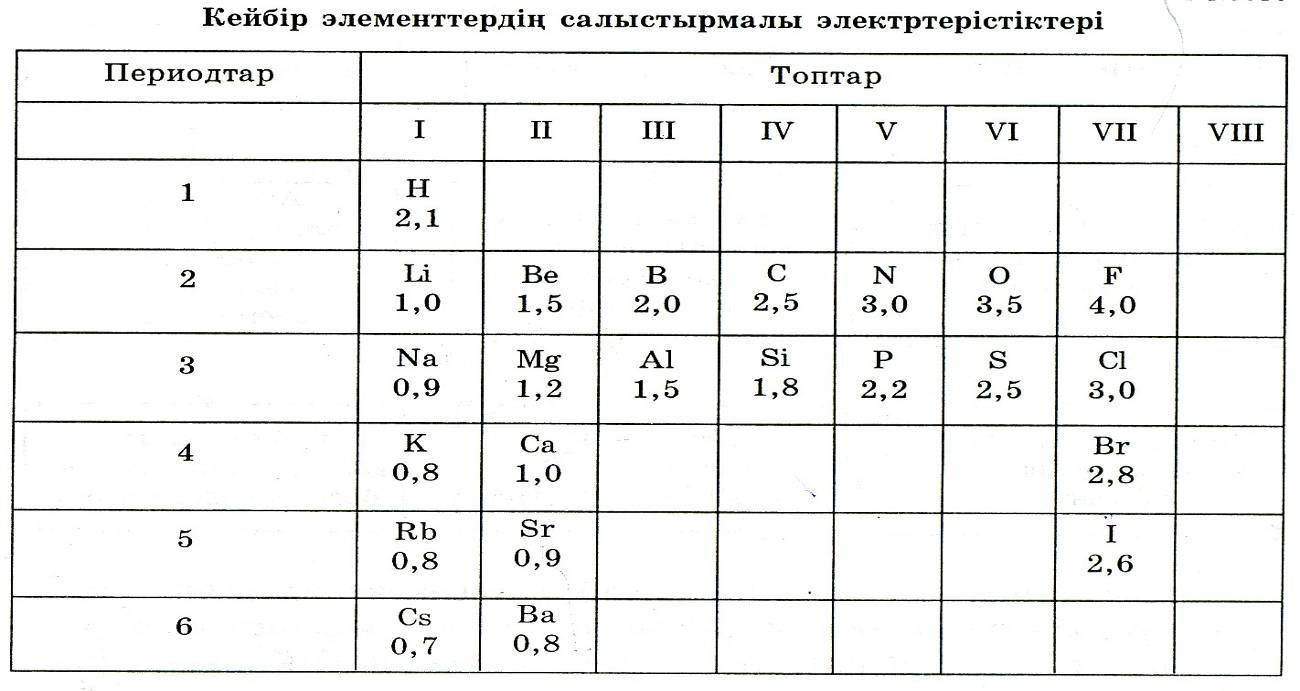 Кейбір элементтердің салыстырмалы электртерістіктері
Периодтар Топтар
I II III IV V VI VII VIII
1 H
2,1
2 Li Be B C N O F
1,0 1,5 2,0 2,5 3,0 3,5 4,0
3 Na Mg Al Si P S Cl
0,9 1,2 1,5 1,8 2,2 2,5 3,0
4 K Ca Br
0,8 1,0 2,8
5 Rb Sr I
0,8 0,9 2,6
6 Cs Ba
0,7 0,8